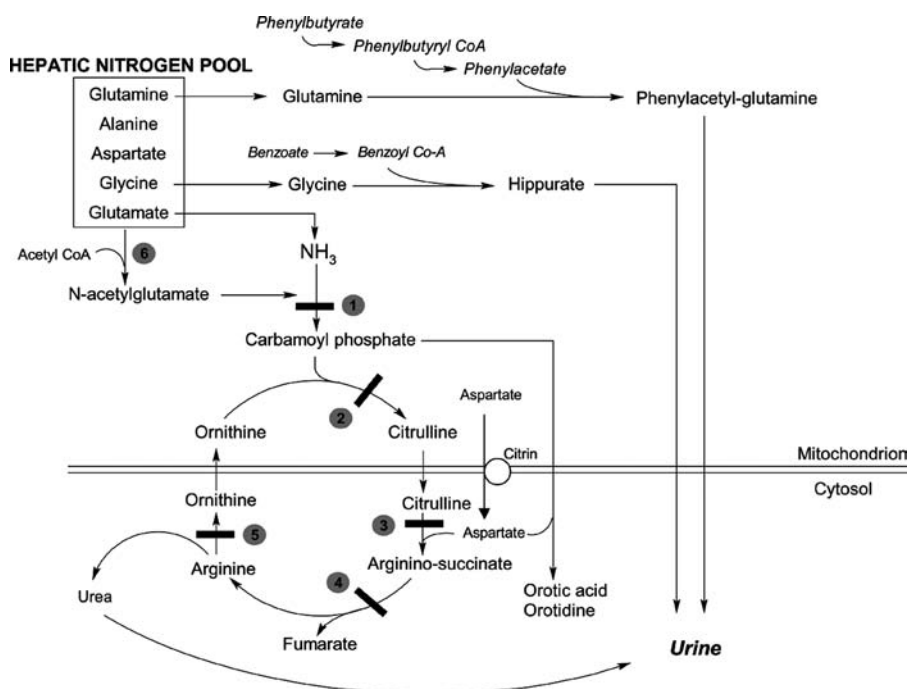 Phenylbutyrate
Phenylbutyryl CoA
Phenylacetate
HEPATIC NITROGEN POOL
Glutamine
Glutamine
Phenylacetyl-glutamine
Alanine
Aspartate
Benzoate
Benzoyl Co-A
Glycine
Glycine
Hippurate
Glutamate
Acetyl CoA
6
NH3
N-acetylglutamate
1
Carbamoyl phosphate
Aspartate
2
Ornithine
Citrulline
Citrin
Mitochondriom
Cytosol
Ornithine
Citrulline
3
Aspartate
5
Arginine
Arginino-succinate
4
Urea
Orotic acid
Orotidine
Fumarate
Urine